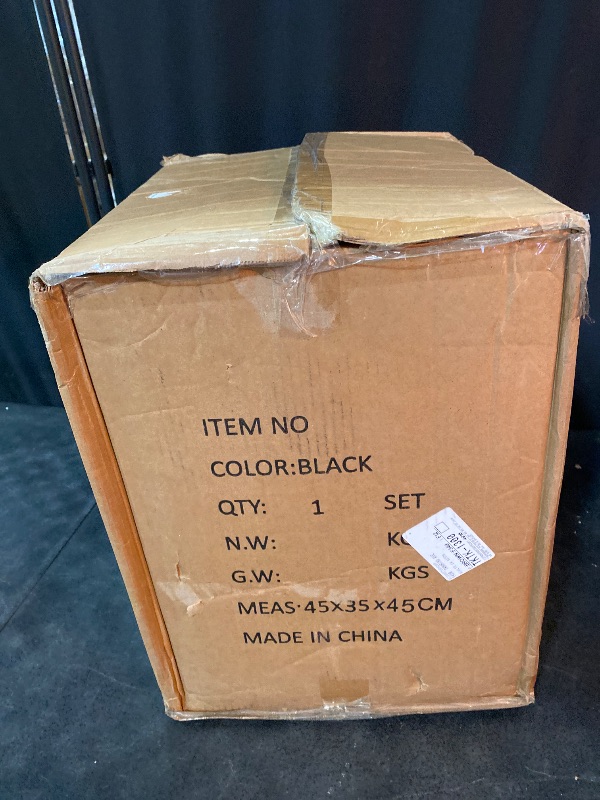 ITEM NO
COLOR:BLACK
QTY: 1 SET
N.W:
G.W: KGS
MEAS·45X35X45CM
MADE IN CHINA